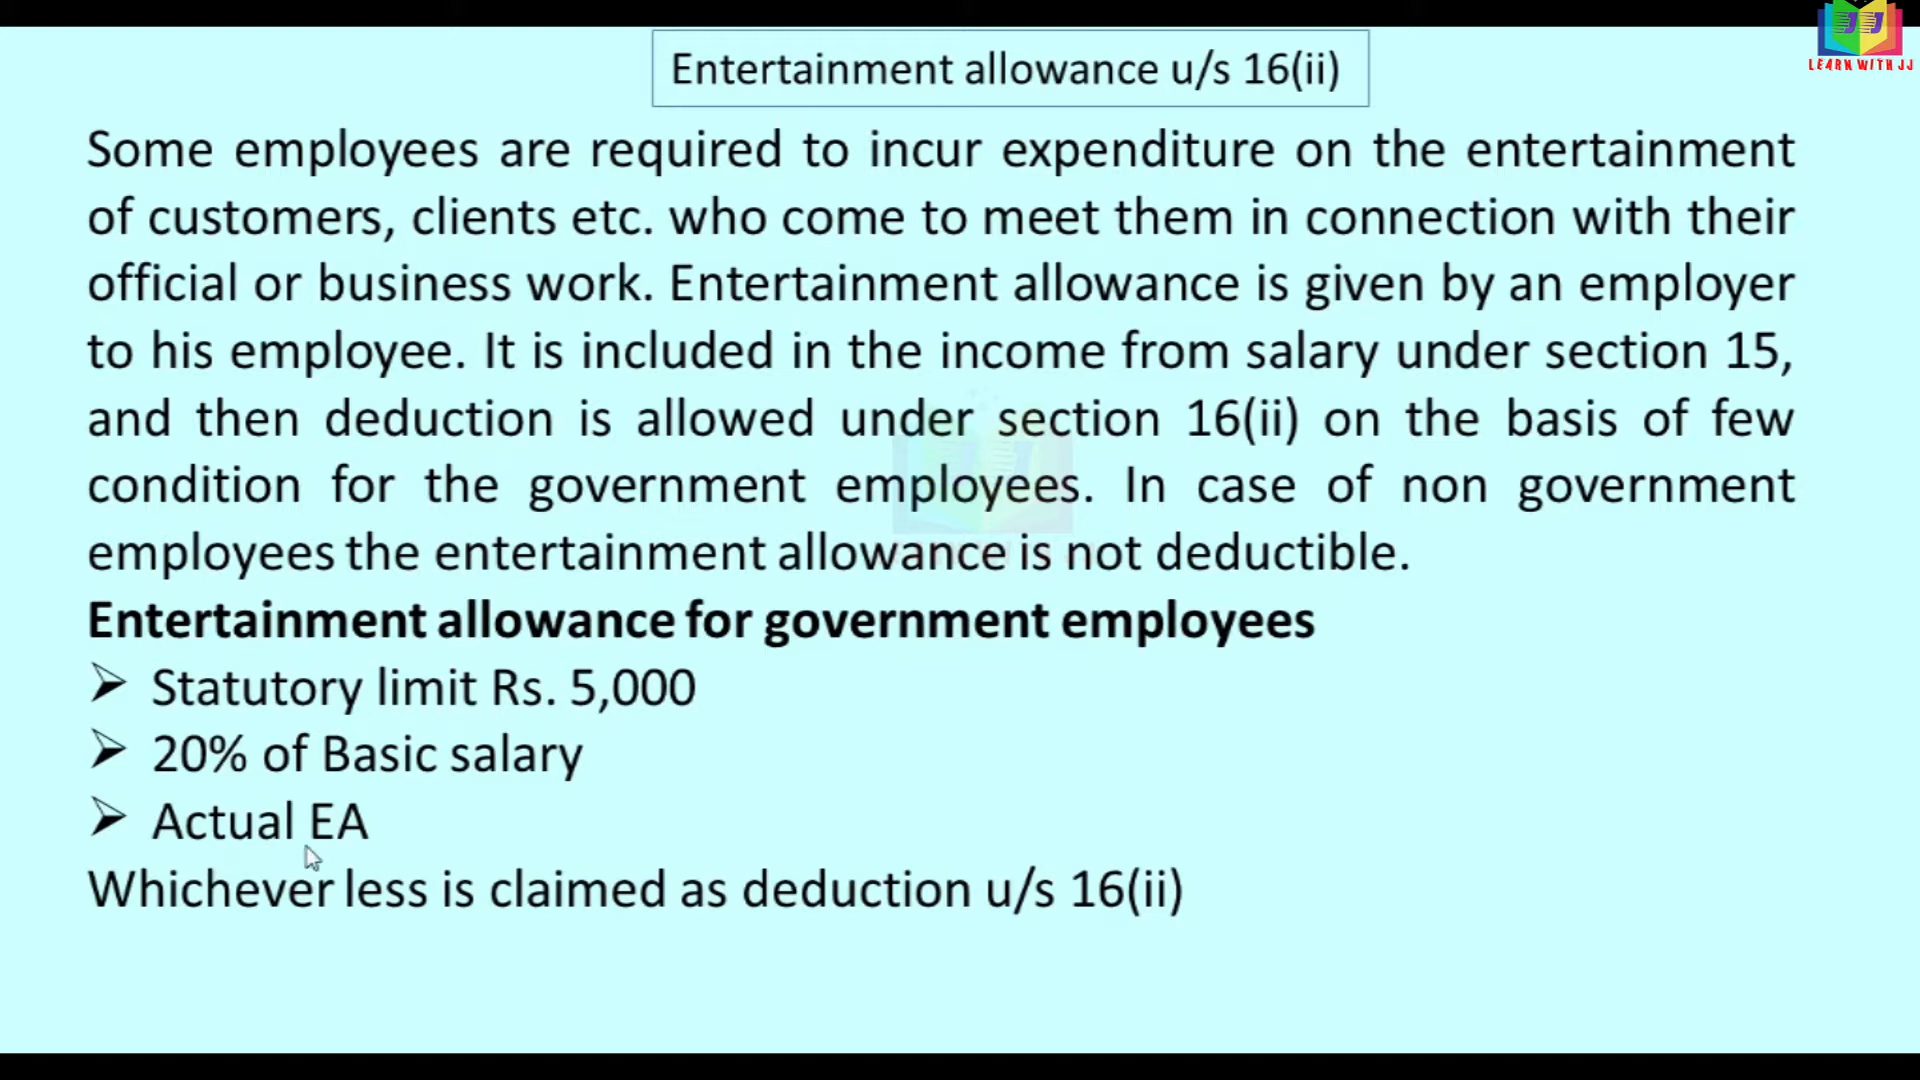 LEARN WITH JJ
Entertainment allowance u/s 16(ii)
Some employees are required to incur expenditure on the entertainment
of customers, clients etc. who come to meet them in connection with their
official or business work. Entertainment allowance is given by an employer
to his employee. It is included in the income from salary under section 15,
and then deduction is allowed under section 16(ii) on the basis of few
condition for the government employees. In case of non government
employees the entertainment allowance is not deductible.
Entertainment allowance for government employees
➢ Statutory limit Rs. 5,000
➢ 20% of Basic salary
➢ Actual EA
Whichever less is claimed as deduction u/s 16(ii)